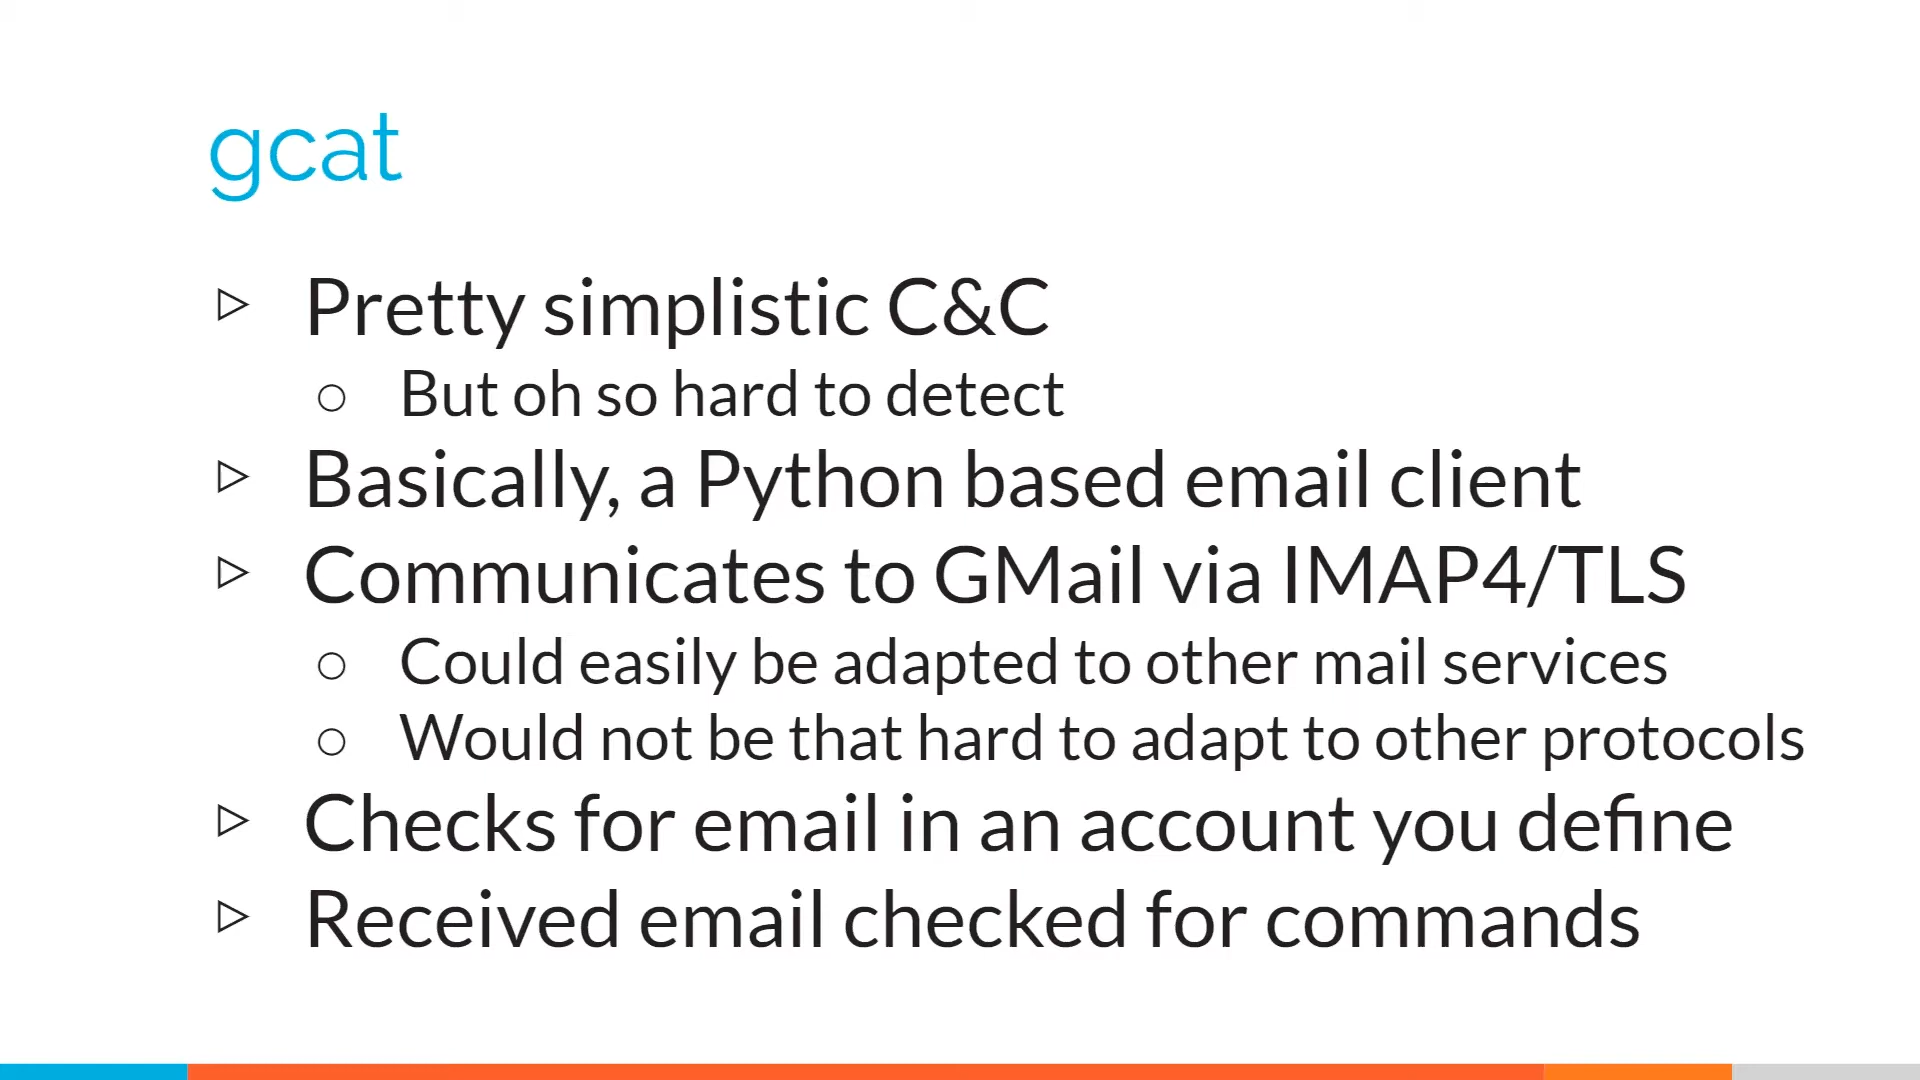 gcat
▷ Pretty simplistic C&C
○ But oh so hard to detect
▷ Basically, a Python based email client
▷ Communicates to GMail via IMAP4/TLS
○ Could easily be adapted to other mail services
○ Would not be that hard to adapt to other protocols
▷ Checks for email in an account you define
▷ Received email checked for commands